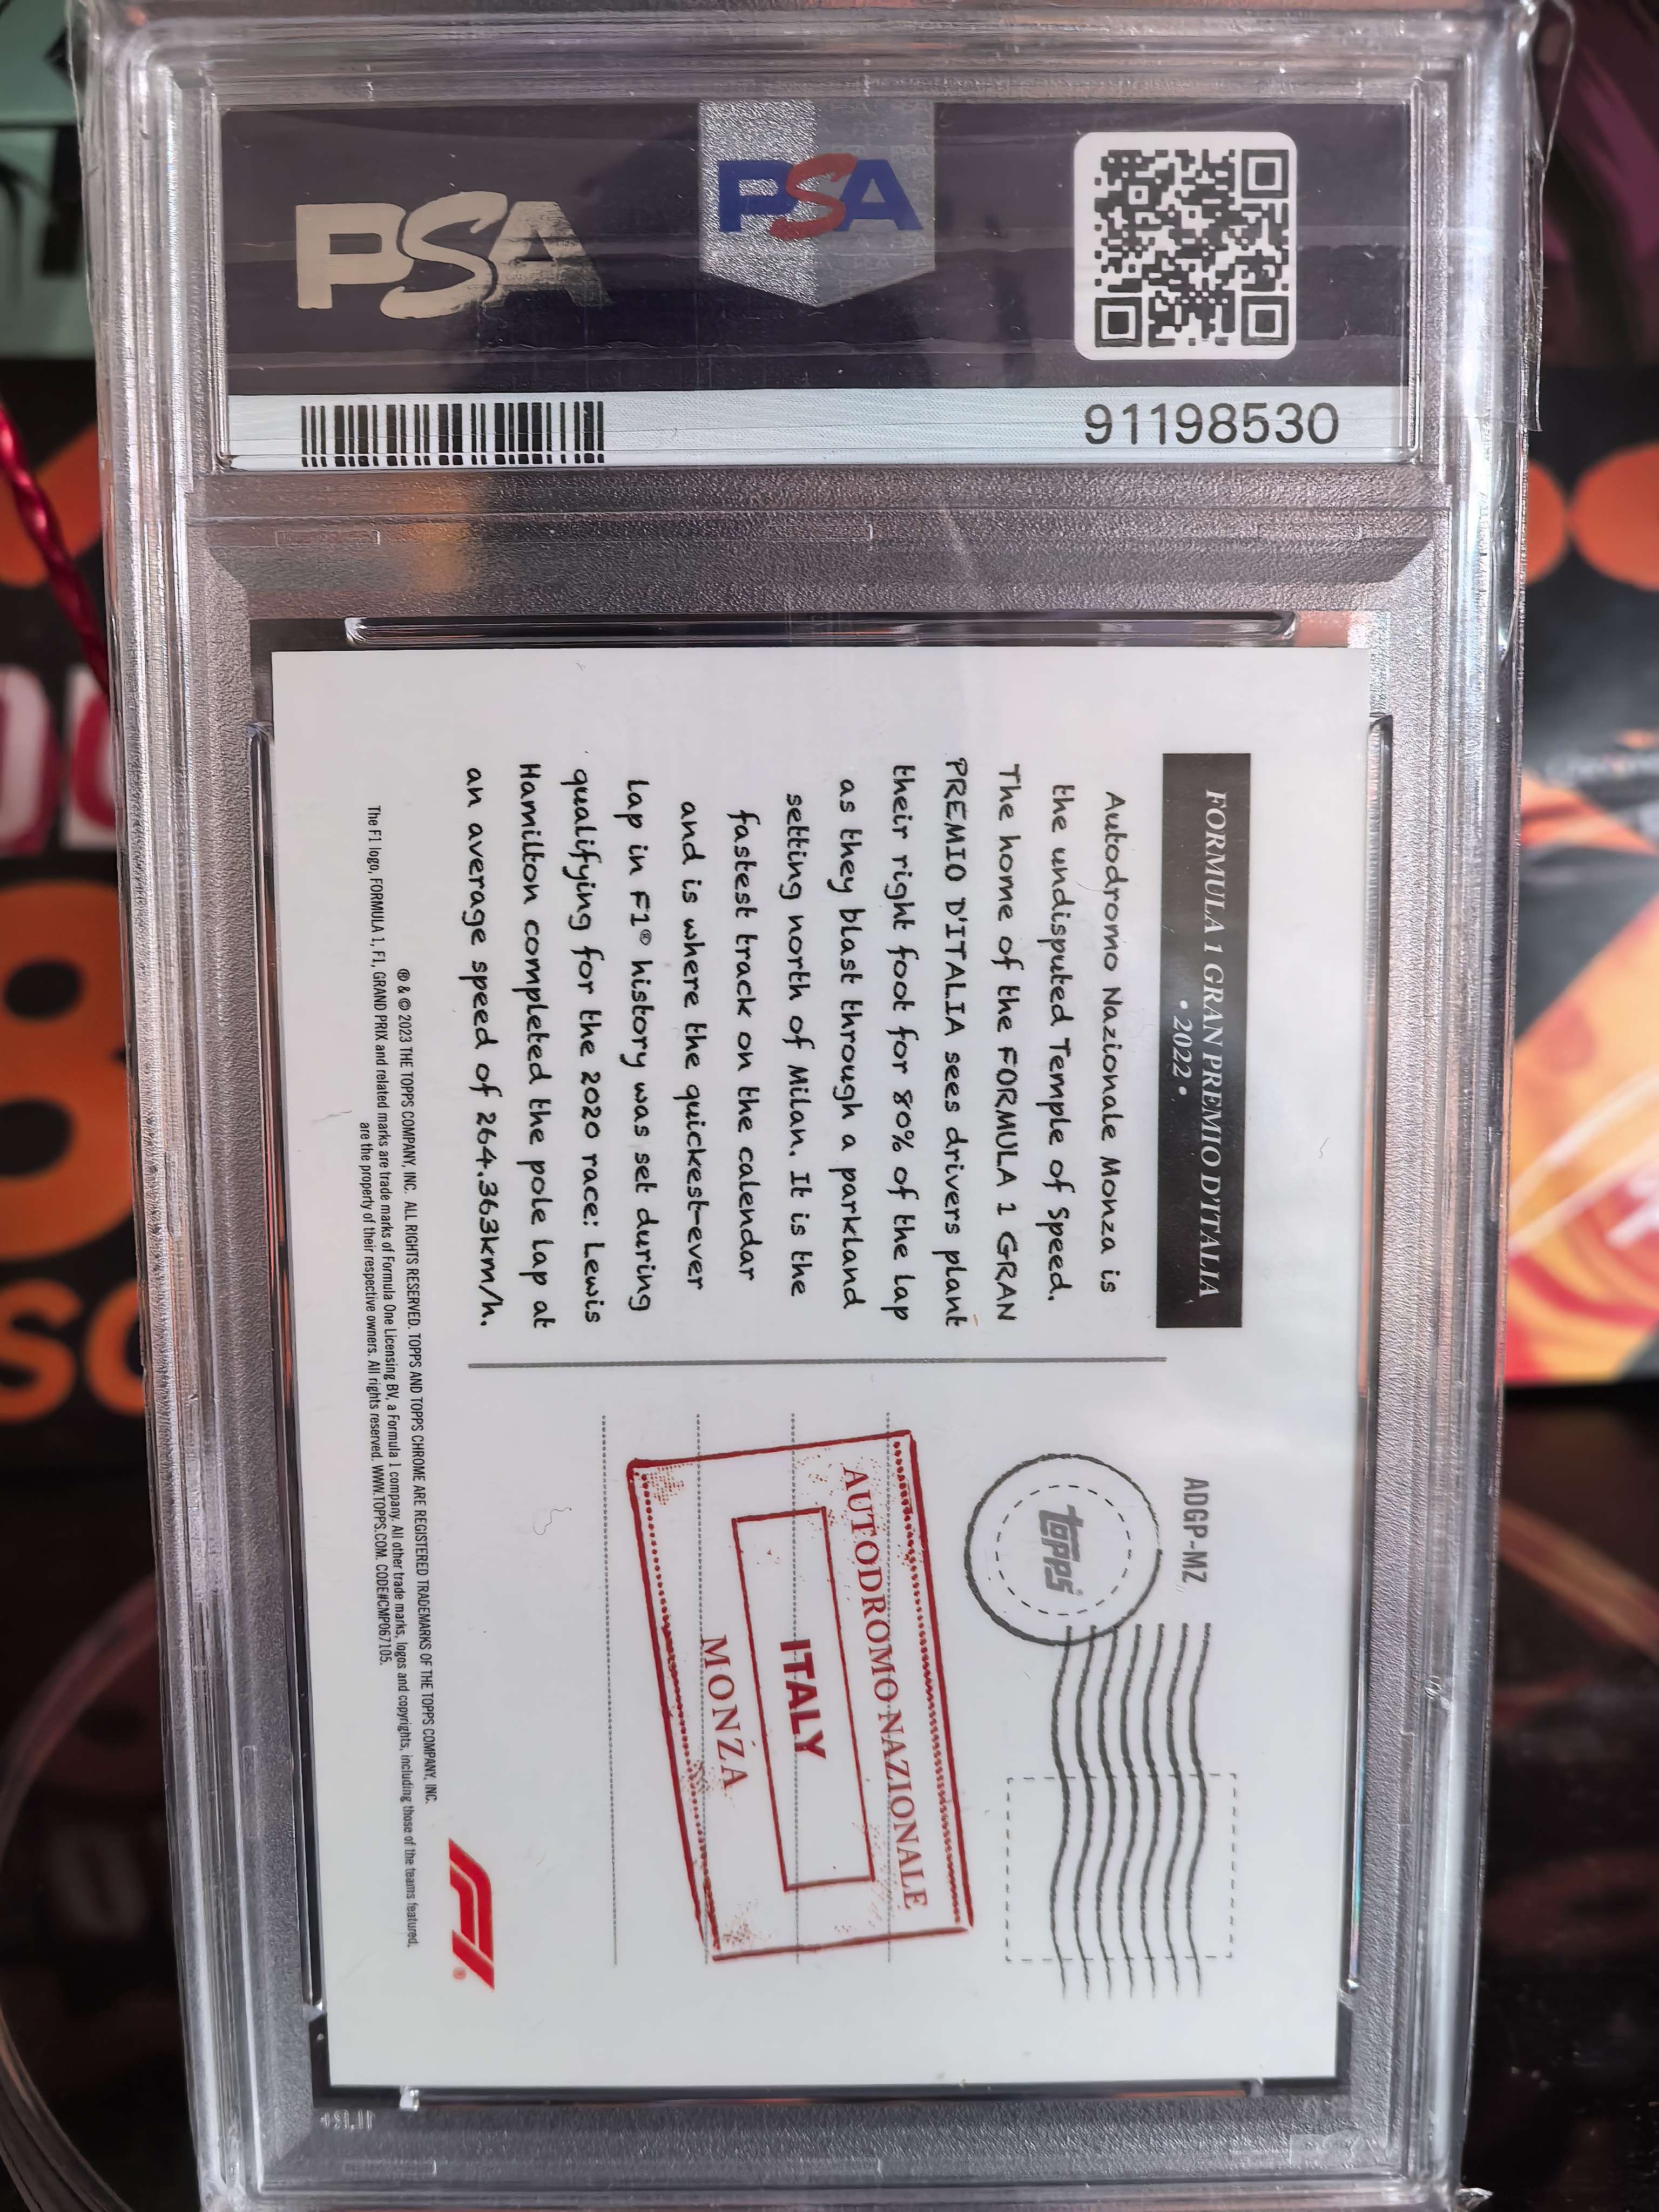 PSA
PSA
91198530
FORMULA 1 GRAN PREMIO D'ITALIA
• 2022 •
Autodromo Nazionale Monza is
the undisputed Temple of Speed.
The home of the FORMULA 1 GRAN
PREMIO D'ITALIA sees drivers plant
their right foot for 80% of the lap
as they blast through a parkland
setting north of Milan. It is the
fastest track on the calendar
and is where the quickest-ever
lap in F1® history was set during
qualifying for the 2020 race: Lewis
Hamilton completed the pole lap at
an average speed of 264.363km/h.
ADGP-MZ
topps
AUTODROMO NAZIONALE
ITALY
MONZA
® & © 2023 THE TOPPS COMPANY, INC. ALL RIGHTS RESERVED. TOPPS AND TOPPS CHROME ARE REGISTERED TRADEMARKS OF THE TOPPS COMPANY, INC.
The F1 logo, FORMULA 1, F1, GRAND PRIX and related marks are trade marks of Formula One Licensing BV, a Formula 1 company. All other trade marks, logos and copyrights, including those of the teams featured,
are the property of their respective owners. All rights reserved. WWW.TOPPS.COM. CODE#CMP067105.
F1®